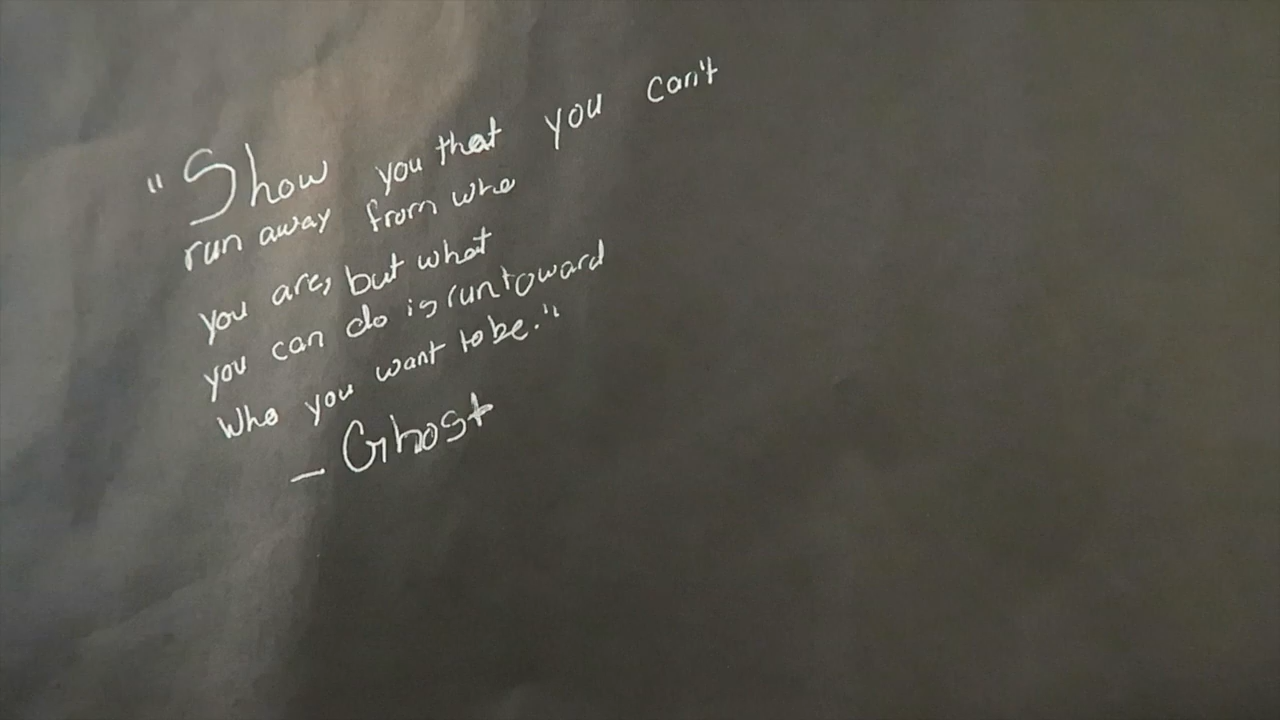 "Show you that you can't
run away from who
you are, but what
you can do is run toward
Who you want to be."
- Ghost